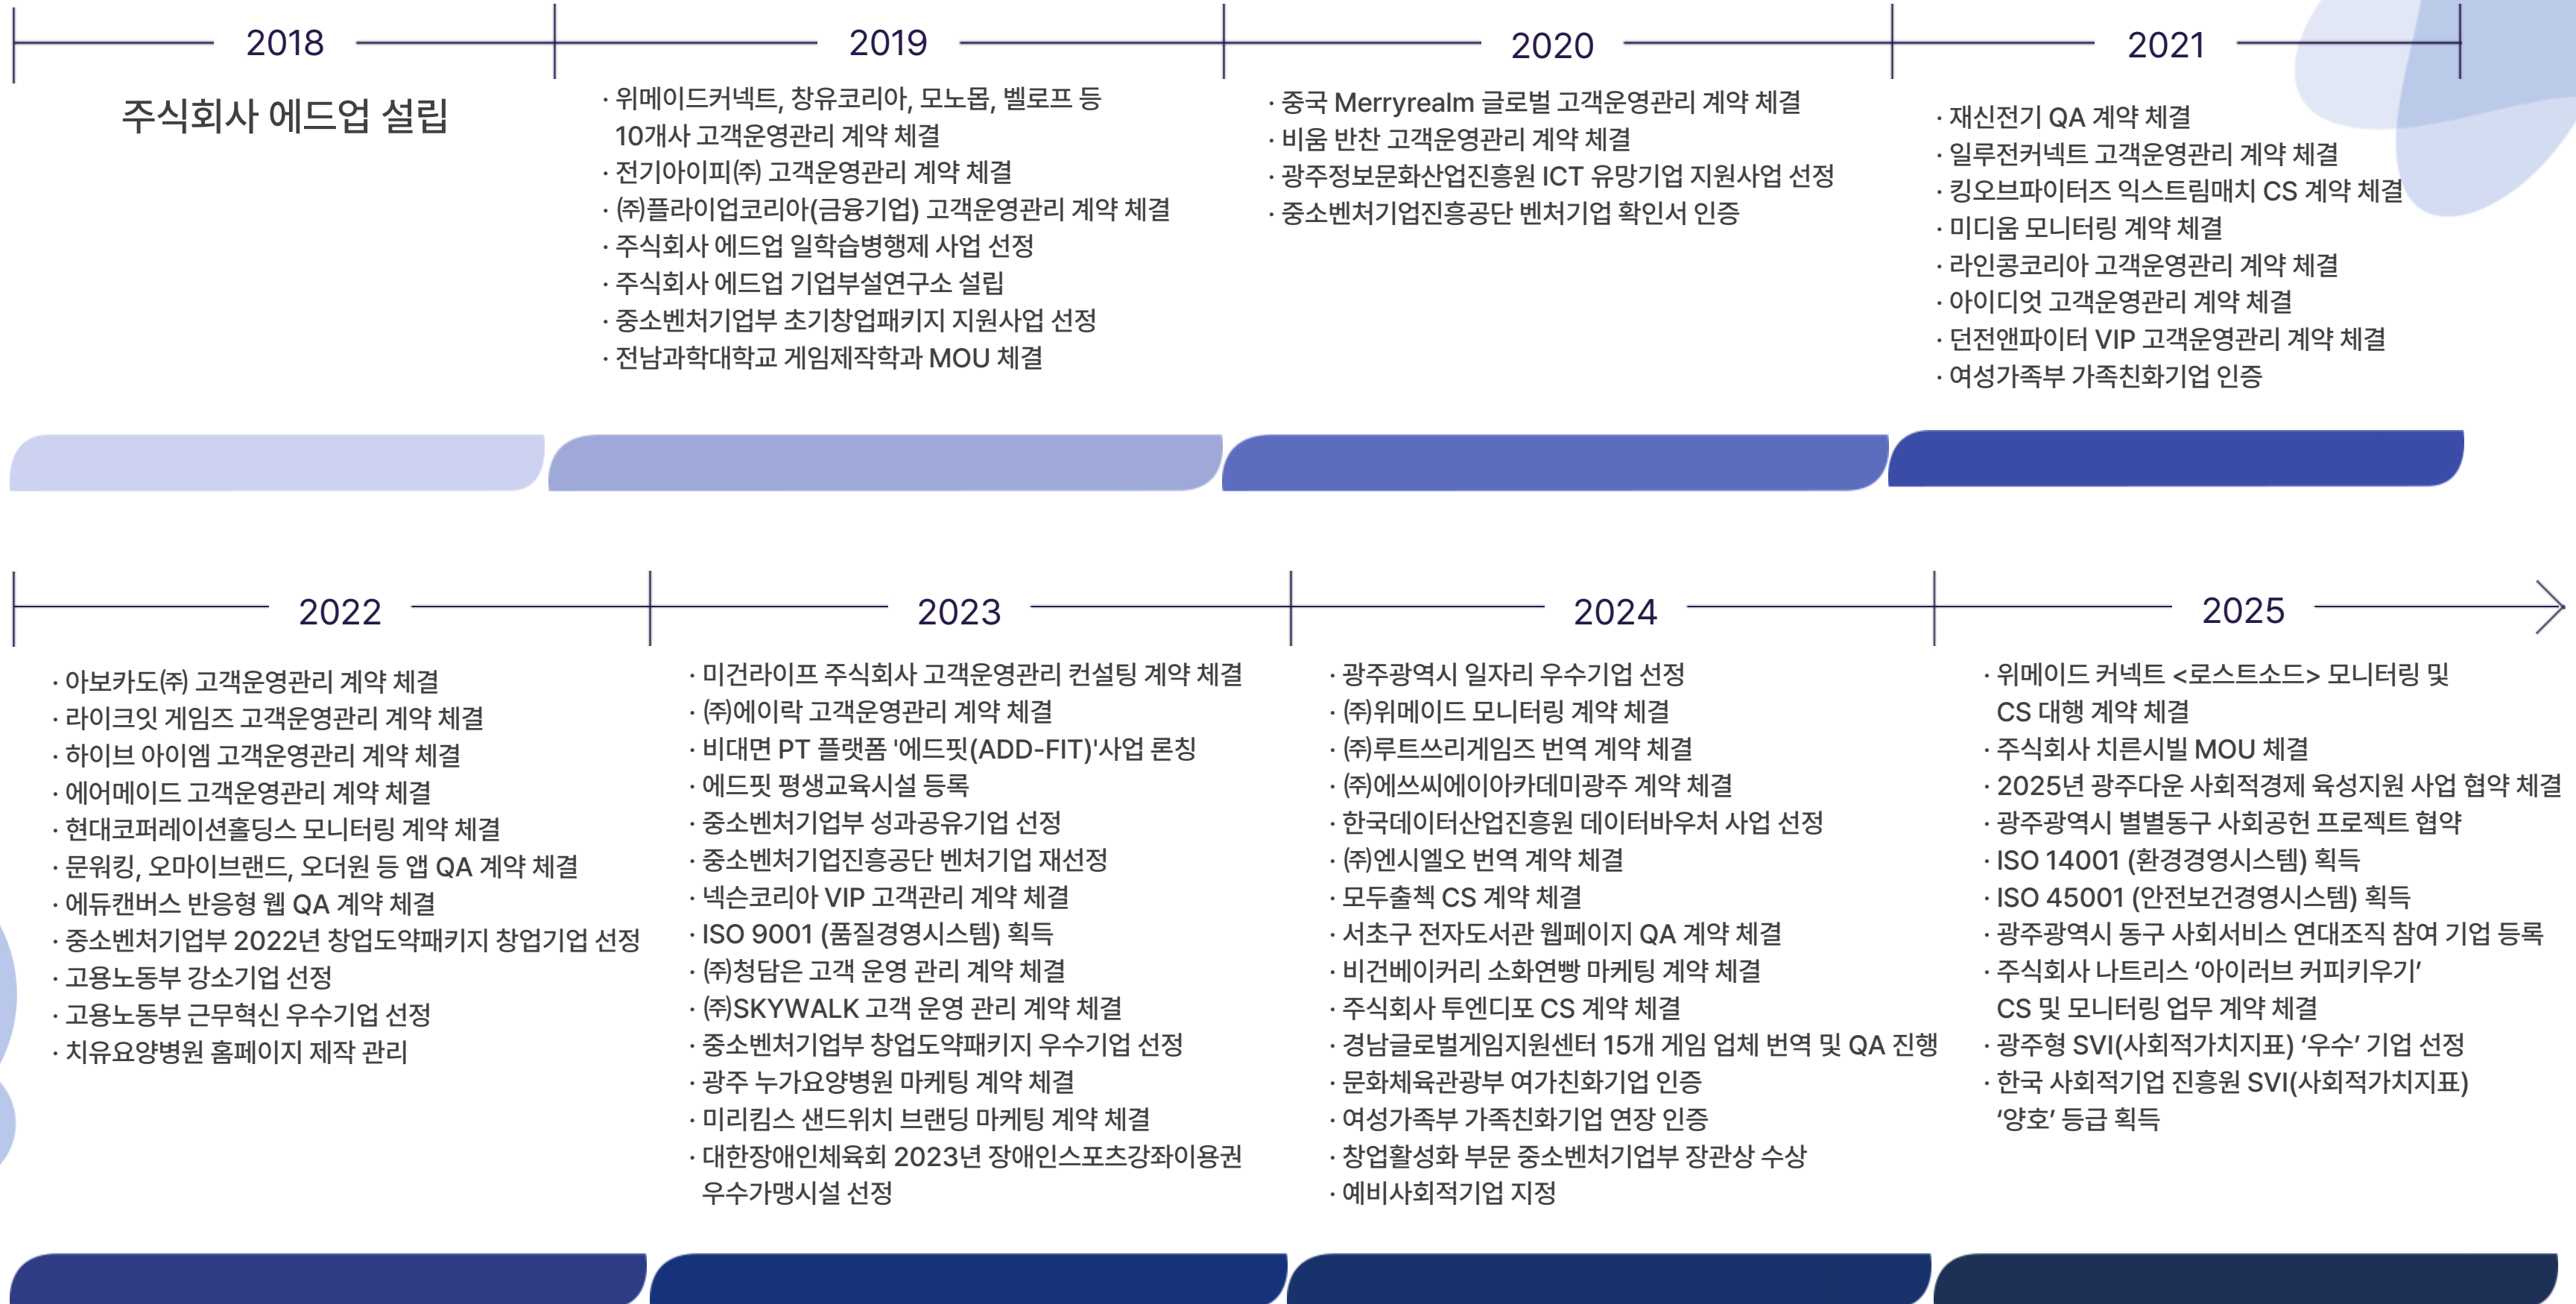 2018
주식회사 에드업 설립
2019
· 위메이드커넥트, 창유코리아, 모노몹, 벨로프 등
10개사 고객운영관리 계약 체결
· 전기아이피㈜ 고객운영관리 계약 체결
· ㈜플라이업코리아(금융기업) 고객운영관리 계약 체결
· 주식회사 에드업 일학습병행제 사업 선정
· 주식회사 에드업 기업부설연구소 설립
· 중소벤처기업부 초기창업패키지 지원사업 선정
· 전남과학대학교 게임제작학과 MOU 체결
2020
· 중국 Merryrealm 글로벌 고객운영관리 계약 체결
· 비움 반찬 고객운영관리 계약 체결
· 광주정보문화산업진흥원 ICT 유망기업 지원사업 선정
· 중소벤처기업진흥공단 벤처기업 확인서 인증
2021
· 재신전기 QA 계약 체결
· 일루전커넥트 고객운영관리 계약 체결
· 킹오브파이터즈 익스트림매치 CS 계약 체결
· 미디움 모니터링 계약 체결
· 라인콩코리아 고객운영관리 계약 체결
· 아이디엇 고객운영관리 계약 체결
· 던전앤파이터 VIP 고객운영관리 계약 체결
· 여성가족부 가족친화기업 인증
2022
· 아보카도㈜ 고객운영관리 계약 체결
· 라이크잇 게임즈 고객운영관리 계약 체결
· 하이브 아이엠 고객운영관리 계약 체결
· 에어메이드 고객운영관리 계약 체결
· 현대코퍼레이션홀딩스 모니터링 계약 체결
· 문워킹, 오마이브랜드, 오더원 등 앱 QA 계약 체결
· 에듀캔버스 반응형 웹 QA 계약 체결
· 중소벤처기업부 2022년 창업도약패키지 창업기업 선정
· 고용노동부 강소기업 선정
· 고용노동부 근무혁신 우수기업 선정
· 치유요양병원 홈페이지 제작 관리
2023
· 미건라이프 주식회사 고객운영관리 컨설팅 계약 체결
· ㈜에이락 고객운영관리 계약 체결
· 비대면 PT 플랫폼 '에드핏(ADD-FIT)'사업 론칭
· 에드핏 평생교육시설 등록
· 중소벤처기업부 성과공유기업 선정
· 중소벤처기업진흥공단 벤처기업 재선정
· 넥슨코리아 VIP 고객관리 계약 체결
· ISO 9001 (품질경영시스템) 획득
· ㈜청담은 고객 운영 관리 계약 체결
· ㈜SKYWALK 고객 운영 관리 계약 체결
· 중소벤처기업부 창업도약패키지 우수기업 선정
· 광주 누가요양병원 마케팅 계약 체결
· 미리킴스 샌드위치 브랜딩 마케팅 계약 체결
· 대한장애인체육회 2023년 장애인스포츠강좌이용권
우수가맹시설 선정
2024
· 광주광역시 일자리 우수기업 선정
· ㈜위메이드 모니터링 계약 체결
· ㈜루트쓰리게임즈 번역 계약 체결
· ㈜에쓰씨에이아카데미광주 계약 체결
· 한국데이터산업진흥원 데이터바우처 사업 선정
· ㈜엔시엘오 번역 계약 체결
· 모두출첵 CS 계약 체결
· 서초구 전자도서관 웹페이지 QA 계약 체결
· 비건베이커리 소화연빵 마케팅 계약 체결
· 주식회사 투엔디포 CS 계약 체결
· 경남글로벌게임지원센터 15개 게임 업체 번역 및 QA 진행
· 문화체육관광부 여가친화기업 인증
· 여성가족부 가족친화기업 연장 인증
· 창업활성화 부문 중소벤처기업부 장관상 수상
· 예비사회적기업 지정
2025
· 위메이드 커넥트 <로스트소드> 모니터링 및
CS 대행 계약 체결
· 주식회사 치른시빌 MOU 체결
· 2025년 광주다운 사회적경제 육성지원 사업 협약 체결
· 광주광역시 별별동구 사회공헌 프로젝트 협약
· ISO 14001 (환경경영시스템) 획득
· ISO 45001 (안전보건경영시스템) 획득
· 광주광역시 동구 사회서비스 연대조직 참여 기업 등록
· 주식회사 나트리스 ‘아이러브 커피키우기’
CS 및 모니터링 업무 계약 체결
· 광주형 SVI(사회적가치지표) ‘우수’ 기업 선정
· 한국 사회적기업 진흥원 SVI(사회적가치지표)
‘양호’ 등급 획득